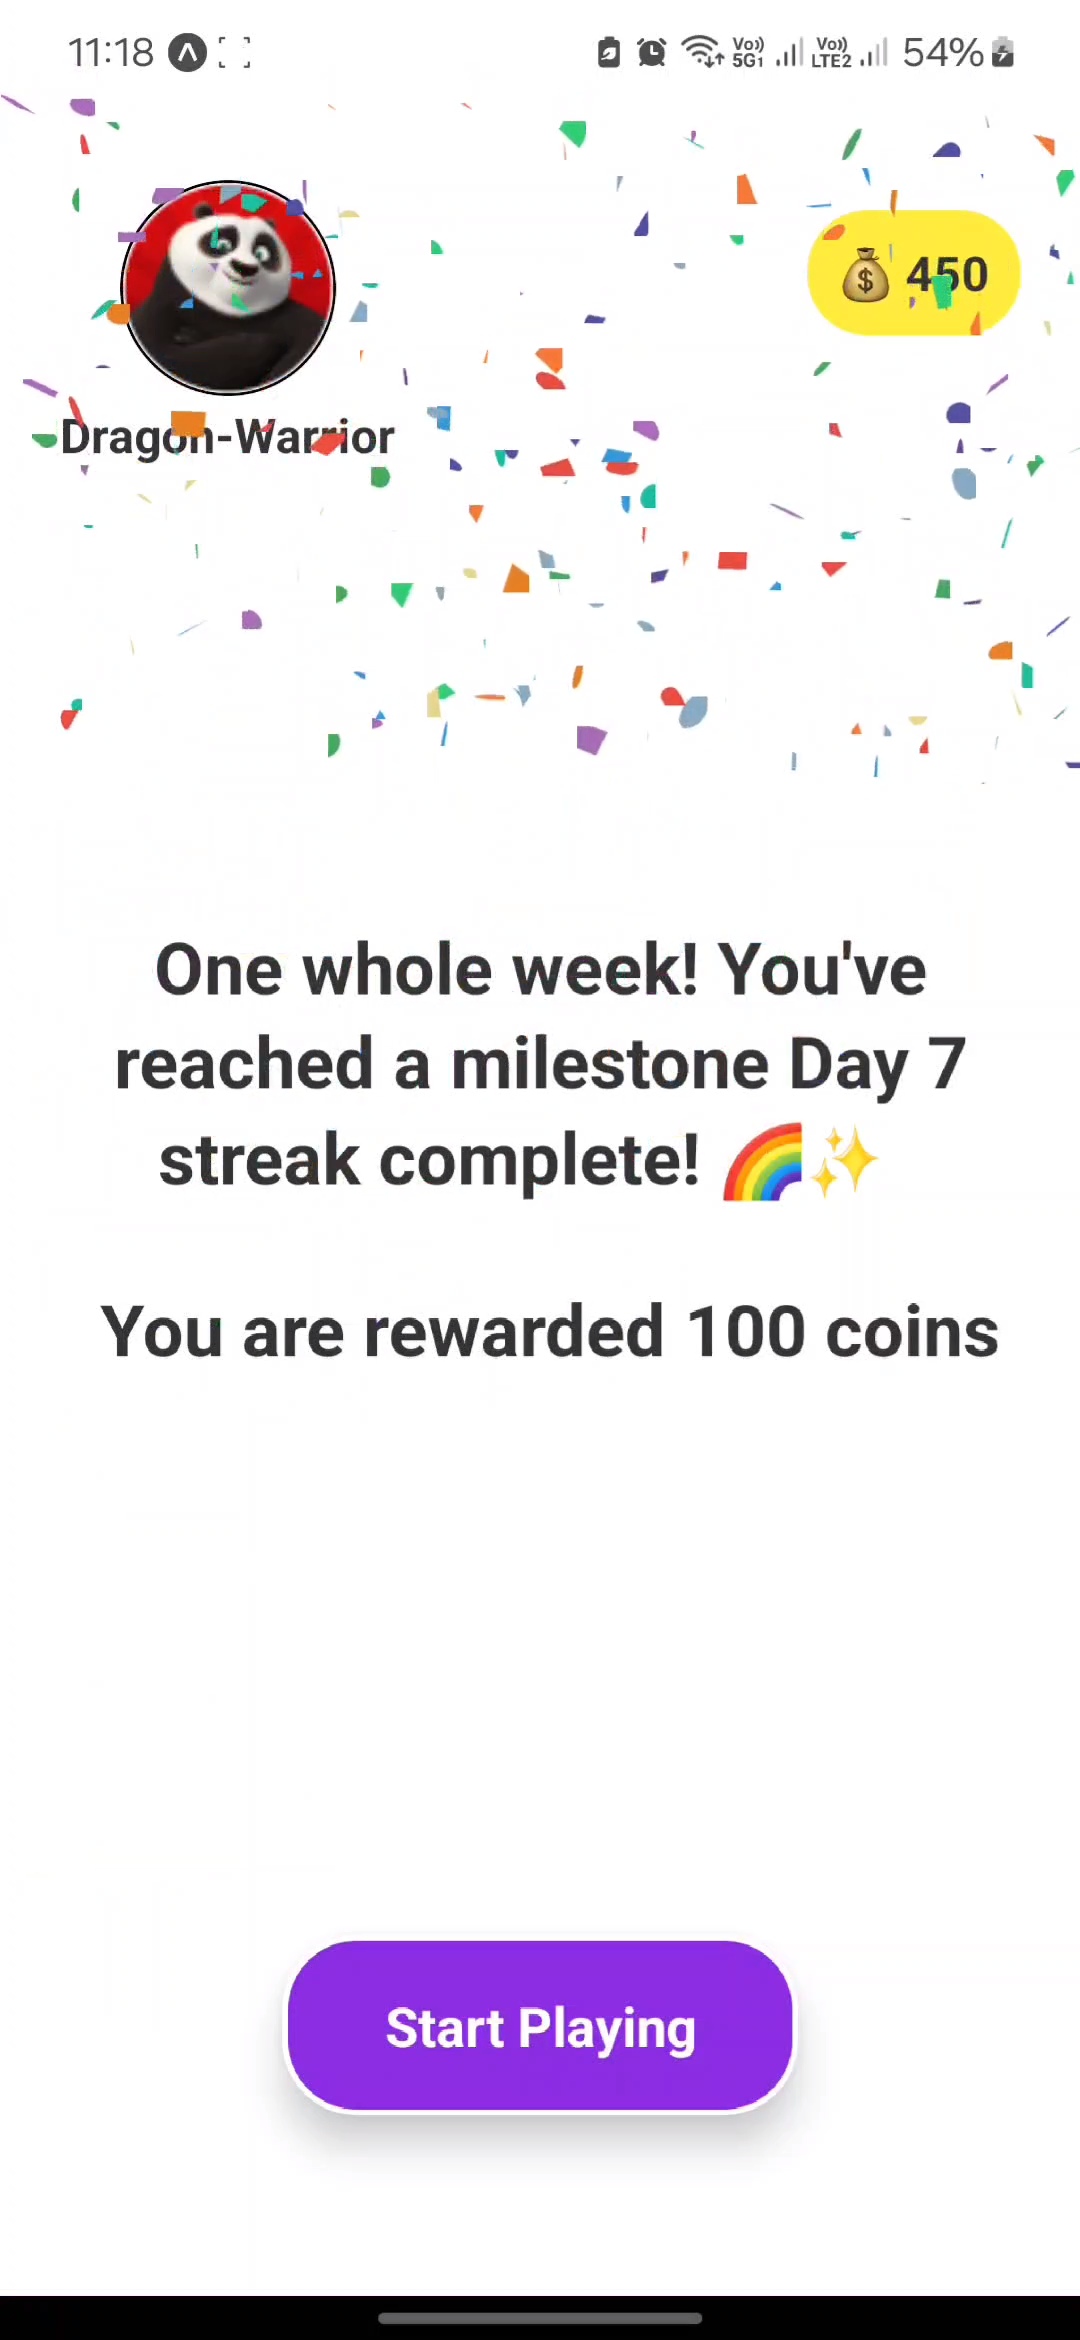 11:18 Vo)) 5G1 Vo)) LTE2 54%
$ 450
Dragon-Warrior
One whole week! You've
reached a milestone Day 7
streak complete! 🌈✨
You are rewarded 100 coins
Start Playing